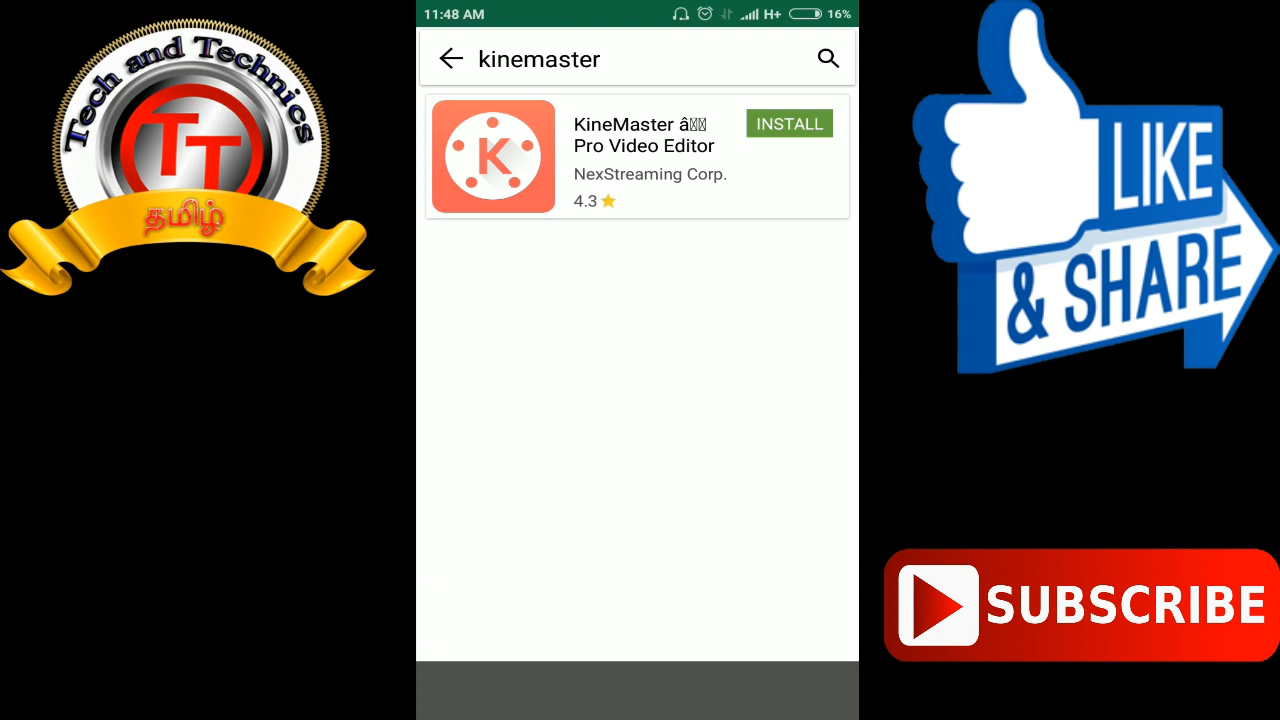 Tech and Technics
TT
தமிழ்
11:48 AM
H+
16%
kinemaster
K
KineMaster â
Pro Video Editor
NexStreaming Corp.
4.3
INSTALL
LIKE
& SHARE
SUBSCRIBE